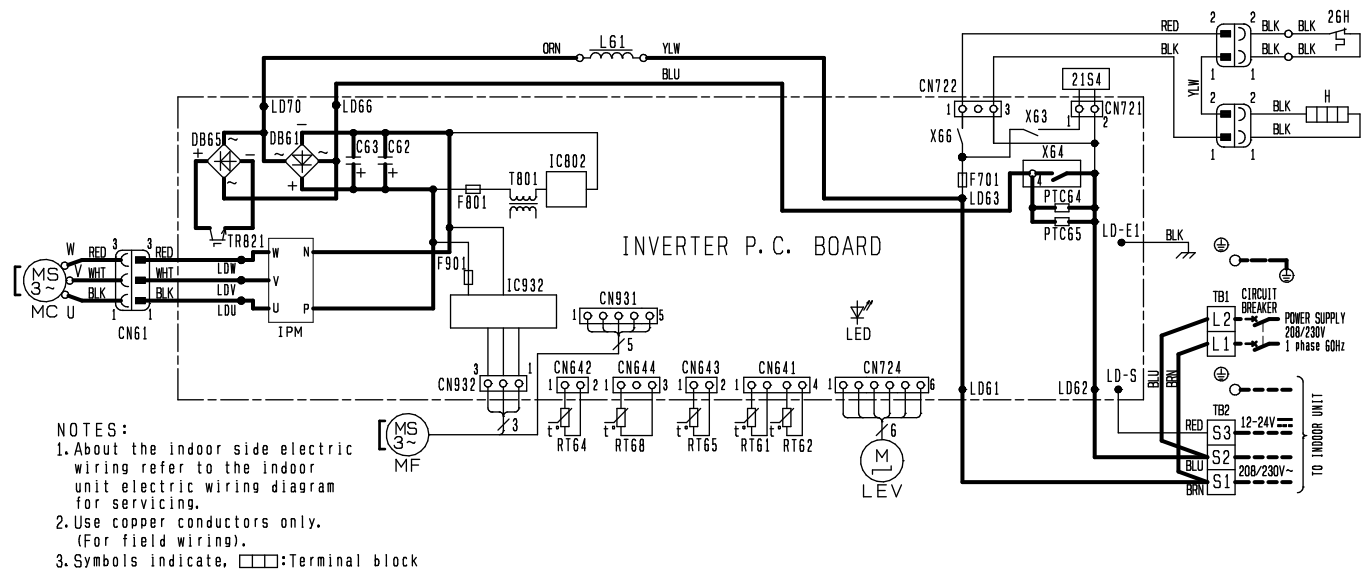 ORN L61 YLW
BLU
RED
BLK
2 2 BLK BLK 26H
BLK BLK
1 1
YLW
2 2 BLK H
BLK
1 1
CN722
1 3
21S4
CN721
1 2
X63
X66
X64
4
F701
LD63
PTC64
PTC65
LD-E1
BLK
LD70 LD66
DB65 DB61
+ - ~ ~
- ~ ~ +
C63 C62
+ +
IC802
T801
F801
TR821
INVERTER P.C. BOARD
MS
3~
MC
W RED 3 3 RED LDW W N
V WHT WHT LDV V
U BLK 1 1 BLK LDU U P
CN61
IPM
F901
IC932
CN931
1 5
5
LED
3 1
CN932
3
MS
3~
MF
CN642
1 2
t°
RT64
CN644
1 3
t°
RT68
CN643
1 2
t°
RT65
CN641
1 4
t° t°
RT61 RT62
CN724
1 6
6
M
LEV
LD61
LD62
LD-S
TB1
CIRCUIT
BREAKER
L2
L1
POWER SUPPLY
208/230V
1 phase 60Hz
BLU
BRN
TB2
RED S3 12-24V
BLU S2
208/230V~
BRN S1
TO INDOOR UNIT
NOTES:
1. About the indoor side electric
wiring refer to the indoor
unit electric wiring diagram
for servicing.
2. Use copper conductors only.
(For field wiring).
3. Symbols indicate, :Terminal block